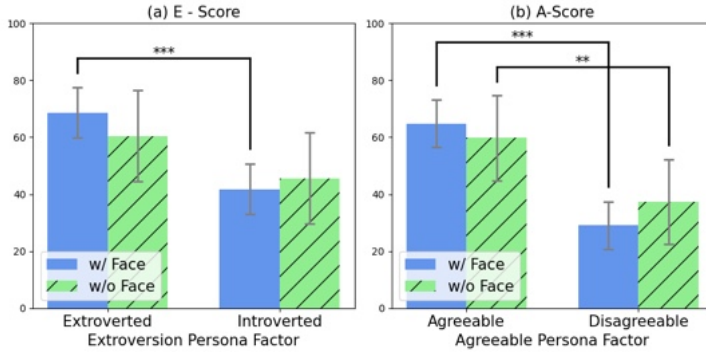 (a) E - Score
100
80
60
40
20
0
***
w/ Face
w/o Face
Extroverted
Introverted
Extroversion Persona Factor
(b) A-Score
100
80
60
40
20
0
***
**
w/ Face
w/o Face
Agreeable
Disagreeable
Agreeable Persona Factor